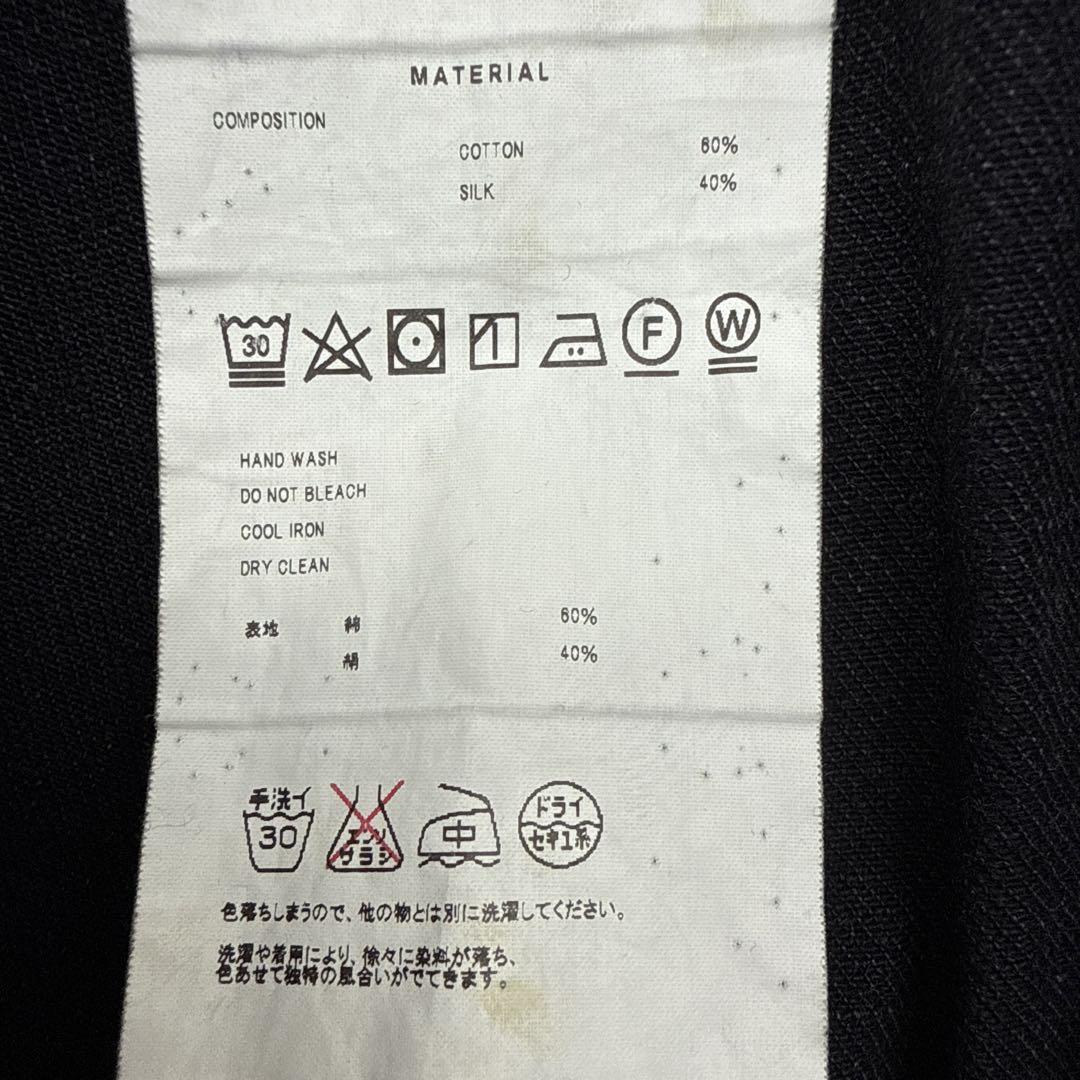 MATERIAL
COMPOSITION
COTTON 60%
SILK 40%
30
F
W
HAND WASH
DO NOT BLEACH
COOL IRON
DRY CLEAN
表地 綿 60%
絹 40%
手洗イ
30
エンソ
サラシ
中
ドライ
セキユ系
色落ちしまうので、他の物とは別に洗濯してください。
洗濯や着用により、徐々に染料が落ち、
色あせて独特の風合いがでてきます。